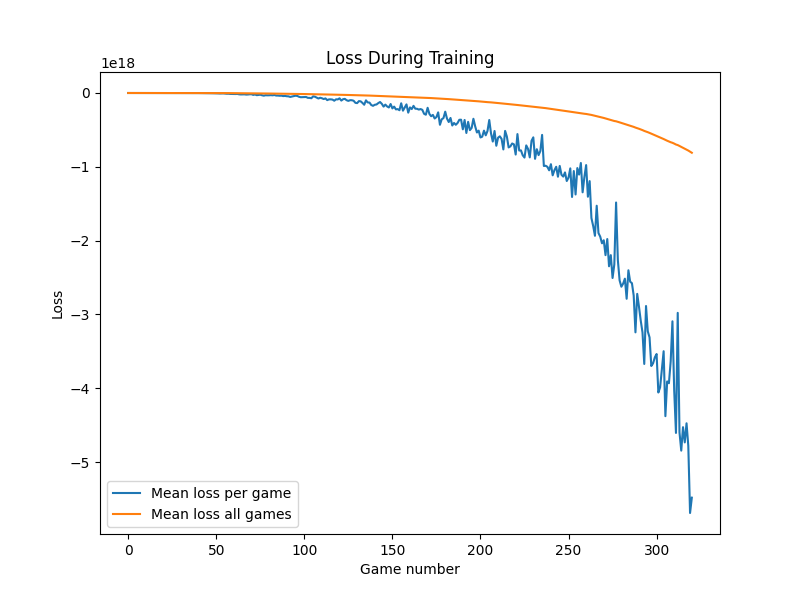 Loss During Training
1e18
0
−1
−2
−3
−4
−5
Loss
Mean loss per game
Mean loss all games
0 50 100 150 200 250 300
Game number